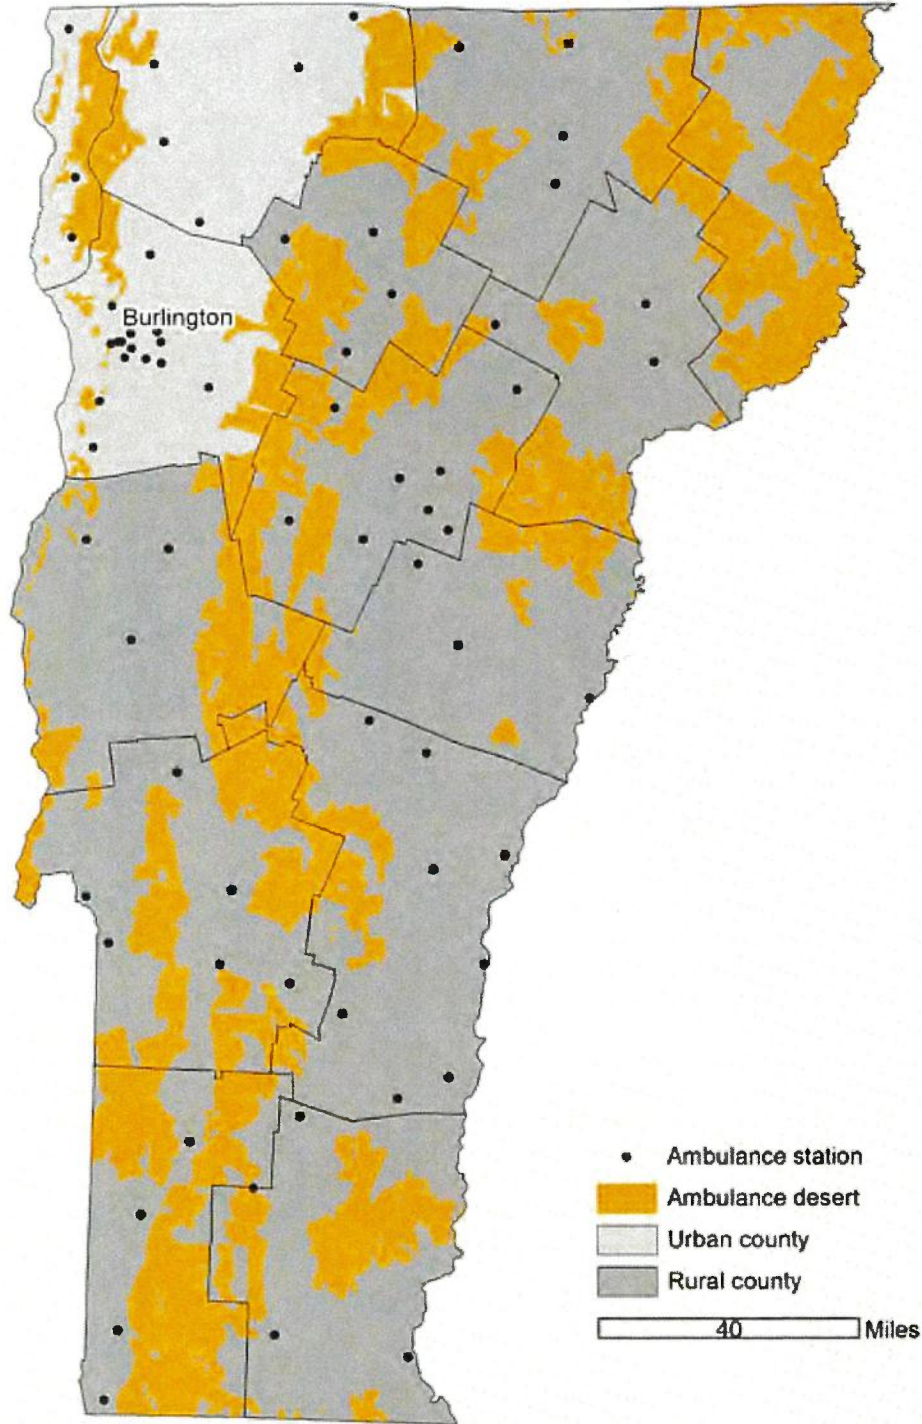 Burlington
Ambulance station
Ambulance desert
Urban county
Rural county
40 Miles